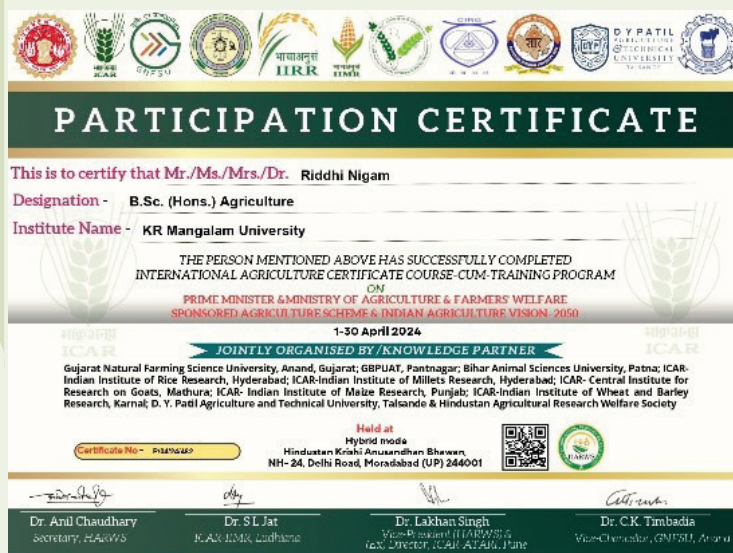 ICAR
GNFSU
IIRR
IIMR
CIRG
D Y PATIL
AGRICULTURE
& TECHNICAL
UNIVERSITY
TALSANDE
PARTICIPATION CERTIFICATE
This is to certify that Mr./Ms./Mrs./Dr. Riddhi Nigam
Designation - B.Sc. (Hons.) Agriculture
Institute Name - KR Mangalam University
THE PERSON MENTIONED ABOVE HAS SUCCESSFULLY COMPLETED
INTERNATIONAL AGRICULTURE CERTIFICATE COURSE-CUM-TRAINING PROGRAM
ON
PRIME MINISTER &MINISTRY OF AGRICULTURE & FARMERS' WELFARE
SPONSORED AGRICULTURE SCHEME & INDIAN AGRICULTURE VISION- 2050
1-30 April 2024
ICAR
ICAR
JOINTLY ORGANISED BY /KNOWLEDGE PARTNER
Gujarat Natural Farming Science University, Anand, Gujarat; GBPUAT, Pantnagar; Bihar Animal Sciences University, Patna; ICAR-
Indian Institute of Rice Research, Hyderabad; ICAR-Indian Institute of Millets Research, Hyderabad; ICAR- Central Institute for
Research on Goats, Mathura; ICAR- Indian Institute of Maize Research, Punjab; ICAR-Indian Institute of Wheat and Barley
Research, Karnal; D. Y. Patil Agriculture and Technical University, Talsande & Hindustan Agricultural Research Welfare Society
Held at
Hybrid mode
Hindustan Krishi Anusandhan Bhawan,
NH- 24, Delhi Road, Moradabad (UP) 244001
Certificate No -
HARWS
Dr. Anil Chaudhary
Secretary, HARWS
Dr. S L Jat
ICAR-IIMR, Ludhiana
Dr. Lakhan Singh
Vice-President (HARWS) &
(Ex) Director, ICAR-ATARI, Pune
Dr. C.K. Timbadia
Vice-Chancellor, GNFSU, Anand